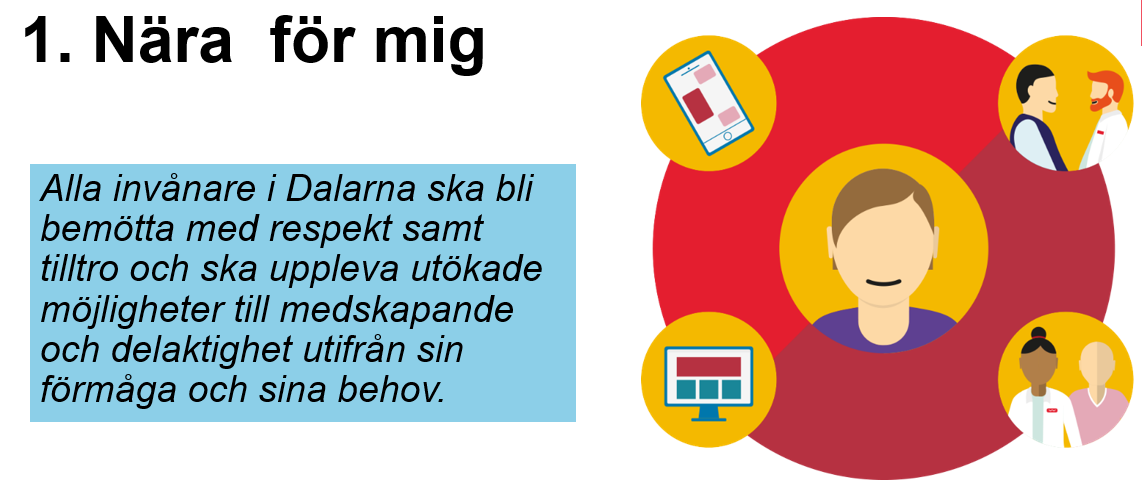 1. Nära  för mig
Alla invånare i Dalarna ska bli
bemötta med respekt samt
tilltro och ska uppleva utökade
möjligheter till medskapande
och delaktighet utifrån sin
förmåga och sina behov.